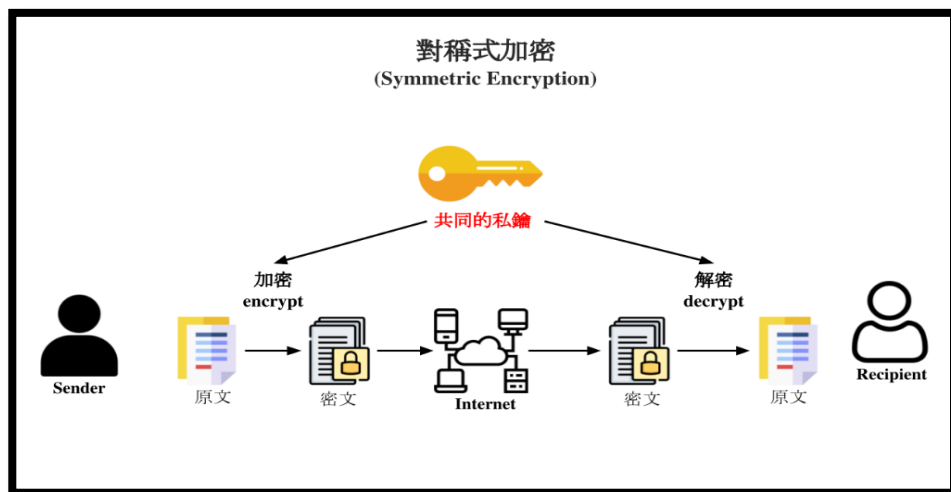 對稱式加密
(Symmetric Encryption)
共同的私鑰
加密
encrypt
解密
decrypt
Sender
原文
密文
Internet
密文
原文
Recipient